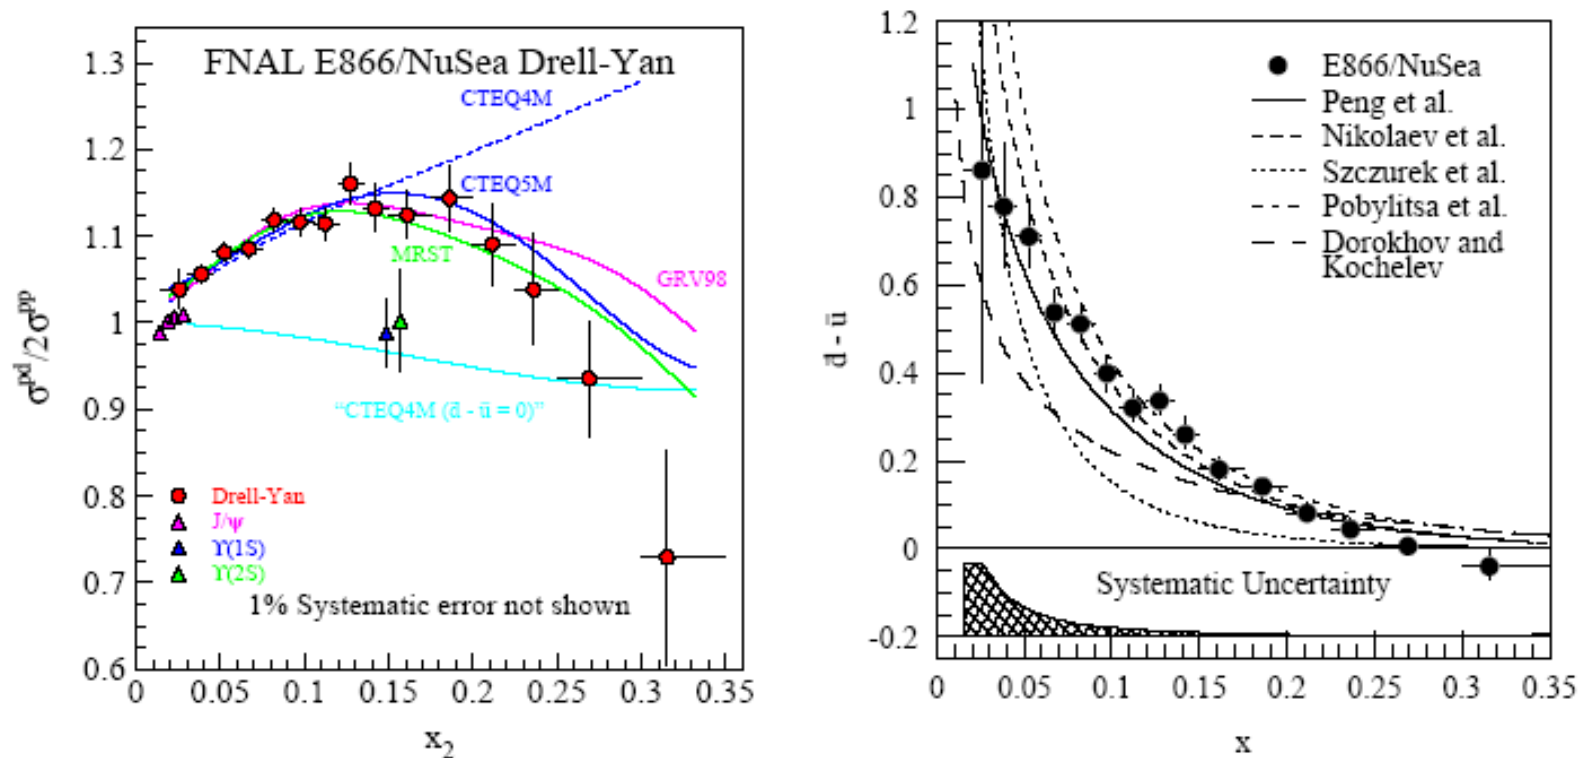 FNAL E866/NuSea Drell-Yan
CTEQ4M
CTEQ5M
MRST
GRV98
"CTEQ4M (d̄ - ū = 0)"
Drell-Yan
J/ψ
Υ(1S)
Υ(2S)
1% Systematic error not shown
σ^pd/2σ^pp
1.3
1.2
1.1
1
0.9
0.8
0.7
0.6
0 0.05 0.1 0.15 0.2 0.25 0.3 0.35
x₂
E866/NuSea
Peng et al.
Nikolaev et al.
Szczurek et al.
Pobylitsa et al.
Dorokhov and
Kochelev
Systematic Uncertainty
d̄ - ū
1.2
1
0.8
0.6
0.4
0.2
0
-0.2
0 0.05 0.1 0.15 0.2 0.25 0.3 0.35
x